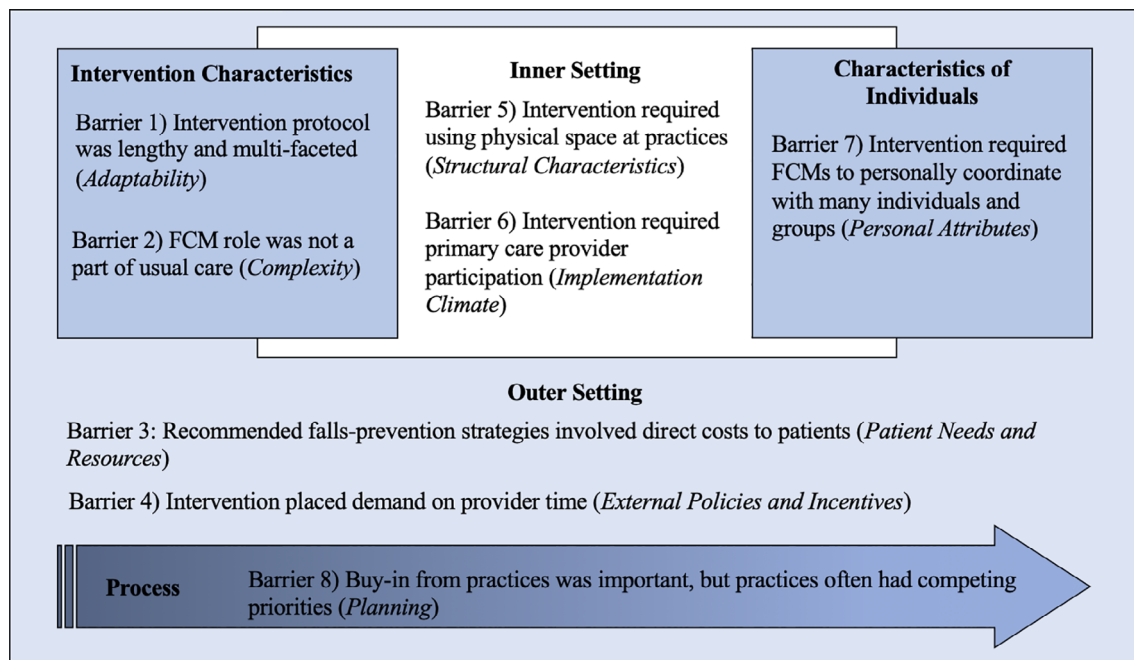 Intervention Characteristics
Barrier 1) Intervention protocol
was lengthy and multi-faceted
(Adaptability)
Barrier 2) FCM role was not a
part of usual care (Complexity)
Inner Setting
Barrier 5) Intervention required
using physical space at practices
(Structural Characteristics)
Barrier 6) Intervention required
primary care provider
participation (Implementation
Climate)
Characteristics of
Individuals
Barrier 7) Intervention required
FCMs to personally coordinate
with many individuals and
groups (Personal Attributes)
Outer Setting
Barrier 3: Recommended falls-prevention strategies involved direct costs to patients (Patient Needs and
Resources)
Barrier 4) Intervention placed demand on provider time (External Policies and Incentives)
Process
Barrier 8) Buy-in from practices was important, but practices often had competing
priorities (Planning)